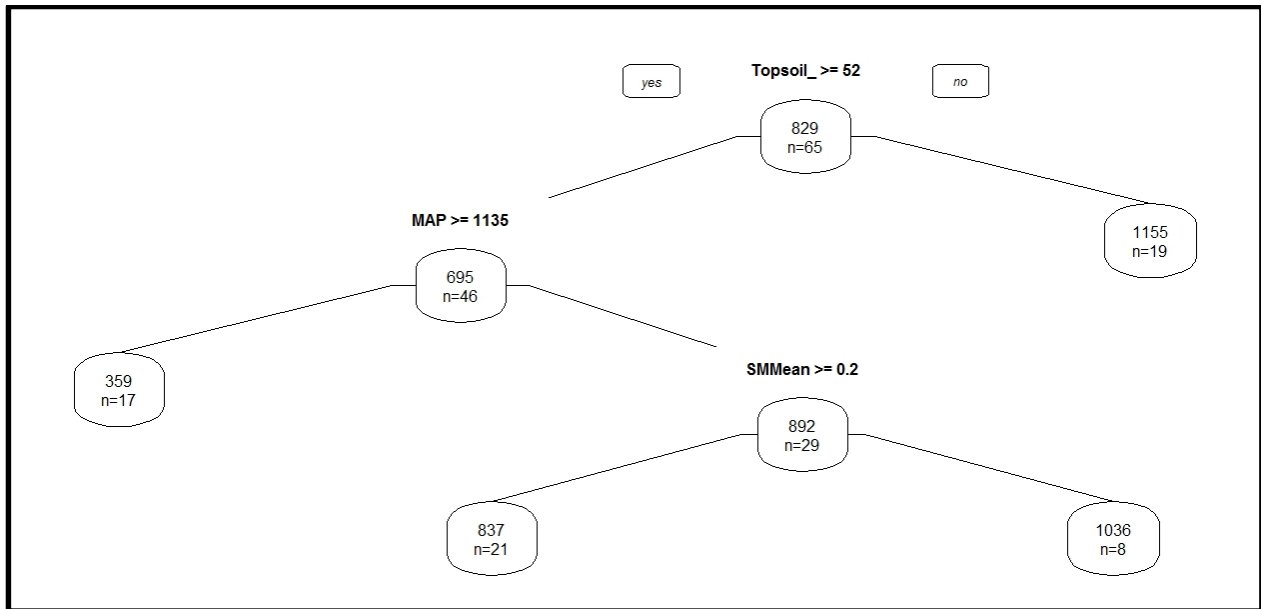 Topsoil_ >= 52
yes
no
829
n=65
MAP >= 1135
1155
n=19
695
n=46
359
n=17
SMMean >= 0.2
892
n=29
837
n=21
1036
n=8